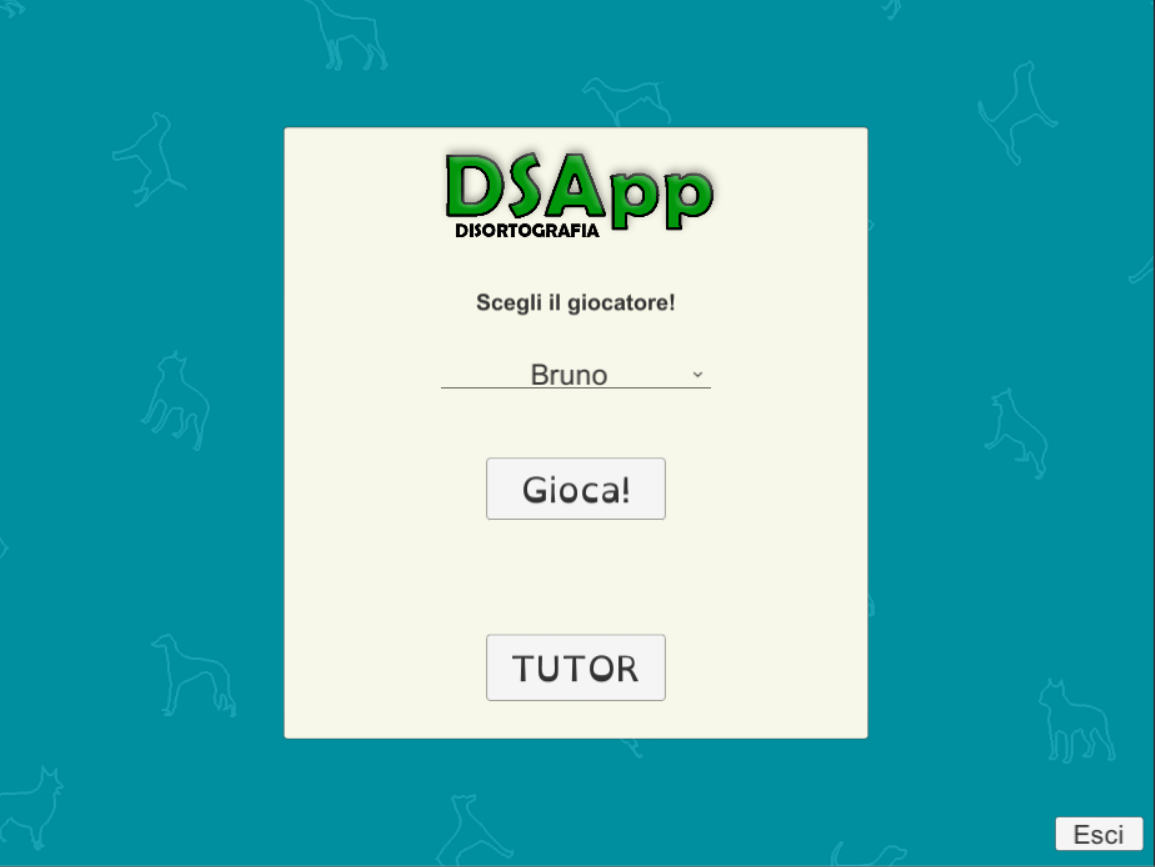 DSApp
DISORTOGRAFIA
Scegli il giocatore!
Bruno
Gioca!
TUTOR
Esci